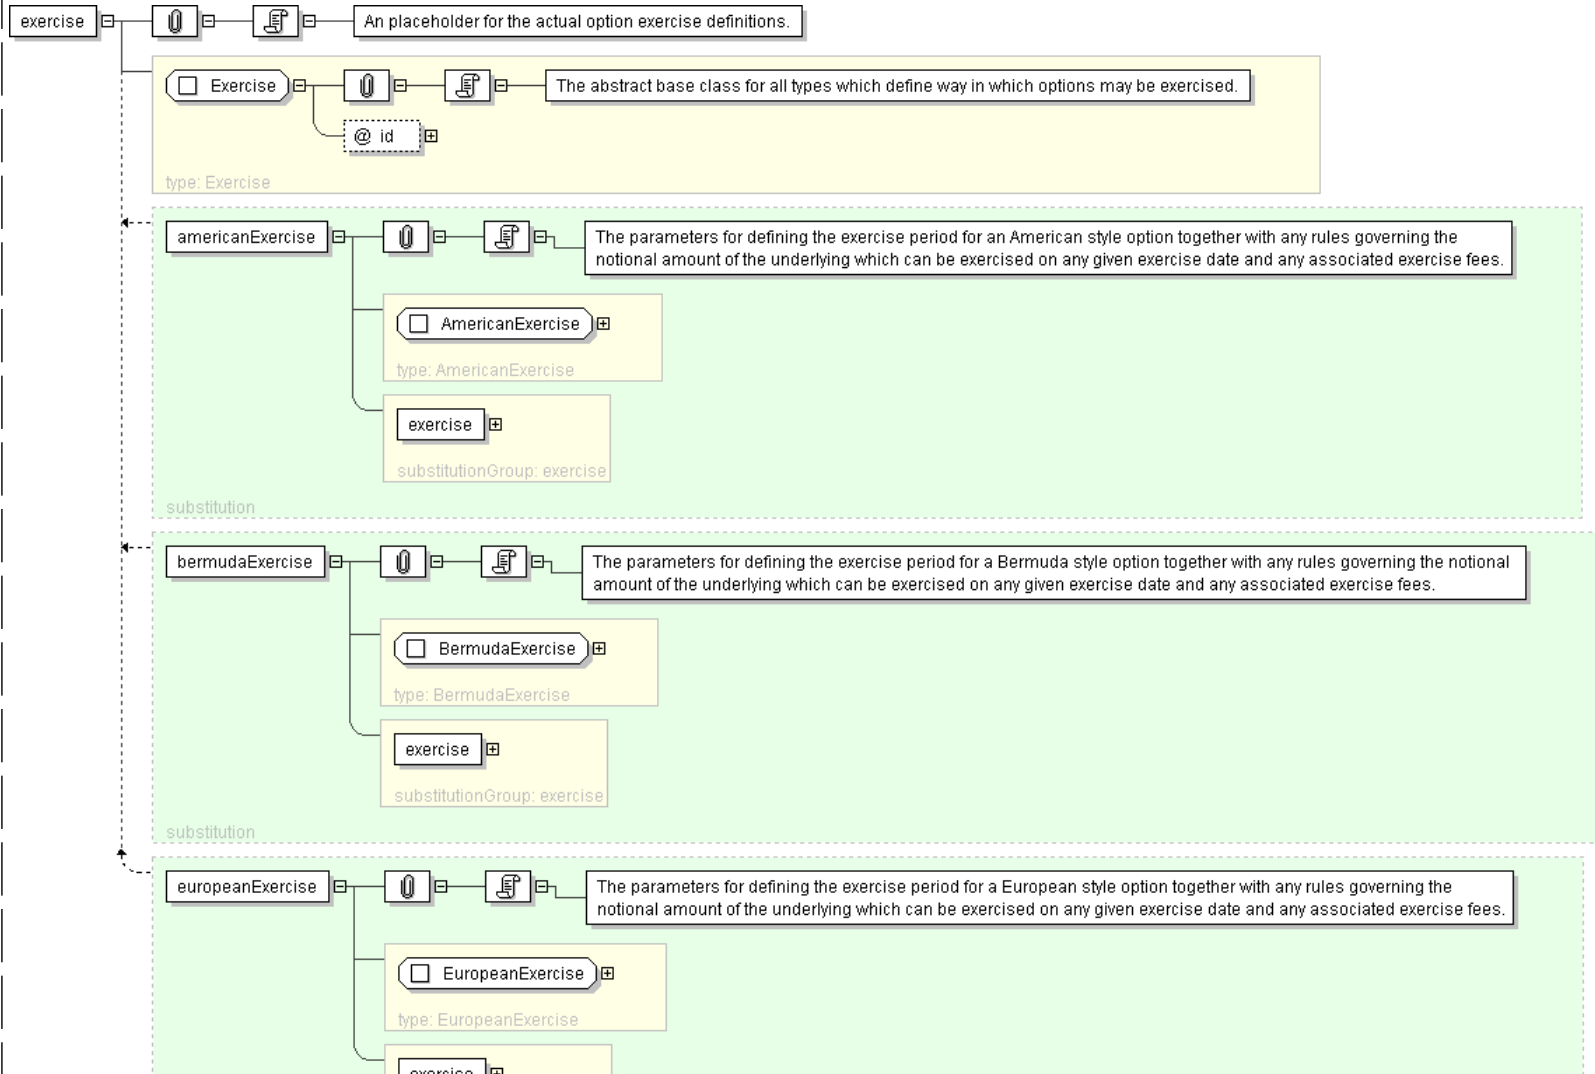 exercise
An placeholder for the actual option exercise definitions.
Exercise
The abstract base class for all types which define way in which options may be exercised.
@ id
type: Exercise
americanExercise
The parameters for defining the exercise period for an American style option together with any rules governing the
notional amount of the underlying which can be exercised on any given exercise date and any associated exercise fees.
AmericanExercise
type: AmericanExercise
exercise
substitutionGroup: exercise
substitution
bermudaExercise
The parameters for defining the exercise period for a Bermuda style option together with any rules governing the notional
amount of the underlying which can be exercised on any given exercise date and any associated exercise fees.
BermudaExercise
type: BermudaExercise
exercise
substitutionGroup: exercise
substitution
europeanExercise
The parameters for defining the exercise period for a European style option together with any rules governing the
notional amount of the underlying which can be exercised on any given exercise date and any associated exercise fees.
EuropeanExercise
type: EuropeanExercise
exercise